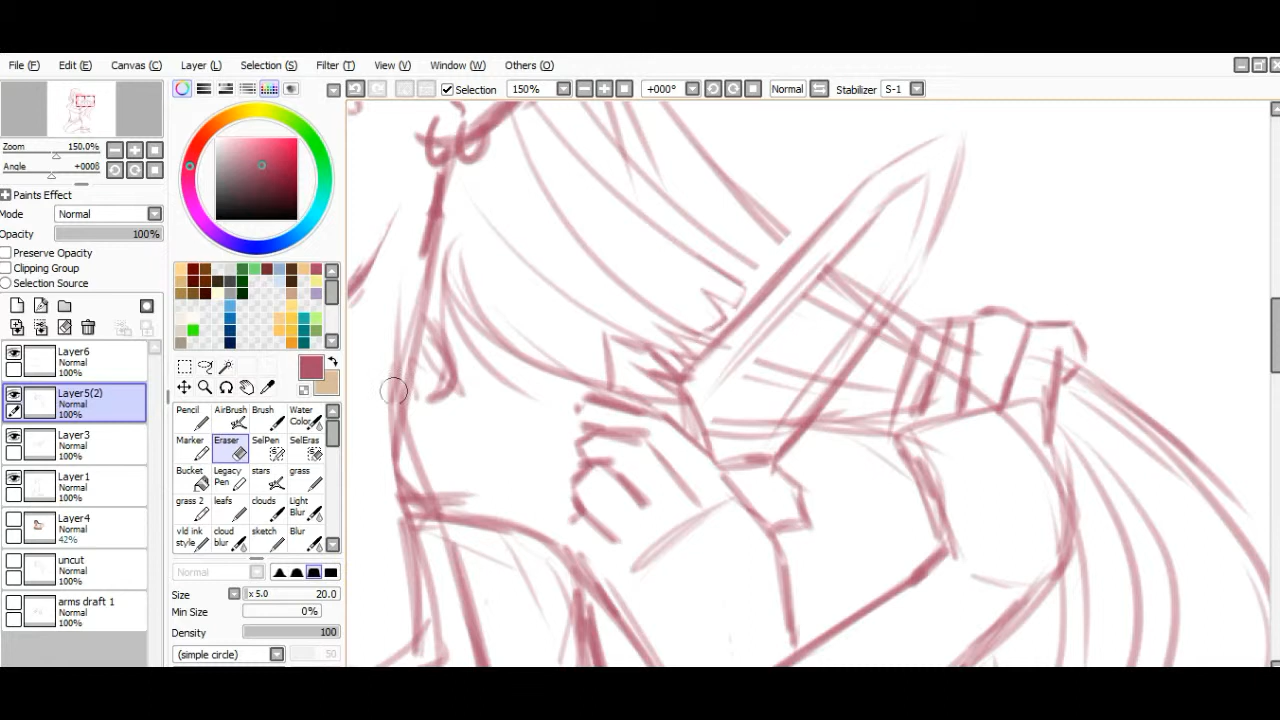 File (F) Edit (E) Canvas (C) Layer (L) Selection (S) Filter (T) View (V) Window (W) Others (O)
Selection 150% +000° Normal Stabilizer S-1
Zoom 150.0%
Angle +0008
Paints Effect
Mode Normal
Opacity 100%
Preserve Opacity
Clipping Group
Selection Source
Layer6
Normal
100%
Layer5(2)
Normal
100%
Layer3
Normal
100%
Layer1
Normal
100%
Layer4
Normal
42%
uncut
Normal
100%
arms draft 1
Normal
100%
Pencil AirBrush Brush Water
Color
Marker Eraser SelPen SelEras
Bucket Legacy
Pen stars grass
grass 2 leafs clouds Light
Blur
vld ink
style cloud
blur sketch Blur
Normal
Size x 5.0 20.0
Min Size 0%
Density 100
(simple circle) 50